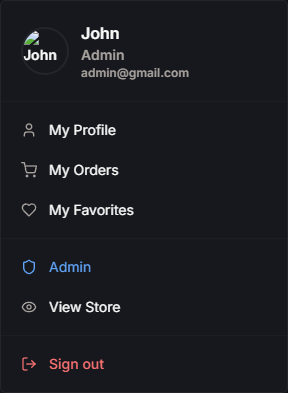 John
John
Admin
admin@gmail.com
My Profile
My Orders
My Favorites
Admin
View Store
Sign out